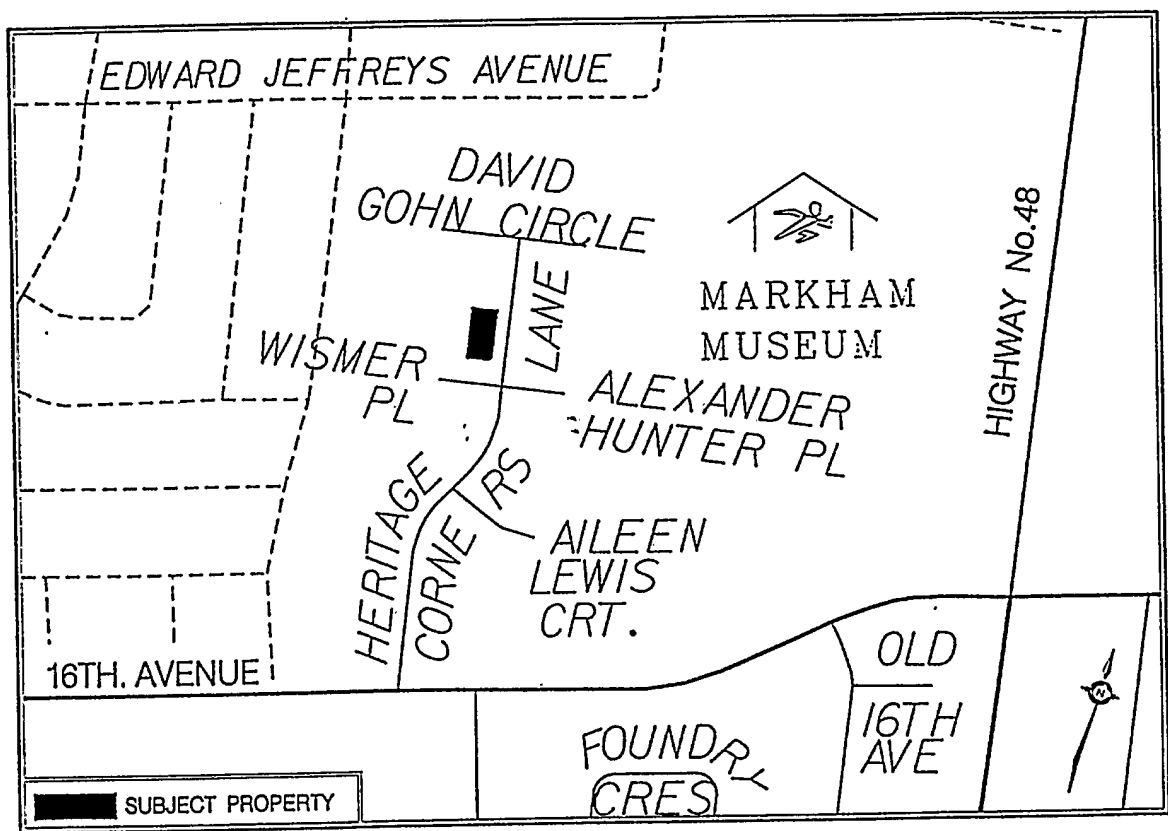 EDWARD JEFFREYS AVENUE
DAVID
GOHN CIRCLE
LANE
MARKHAM
MUSEUM
HIGHWAY No.48
WISMER
PL
ALEXANDER
HUNTER PL
HERITAGE
CORNERS
AILEEN
LEWIS
CRT.
16TH. AVENUE
OLD
16TH
AVE
FOUNDRY
CRES
N
SUBJECT PROPERTY